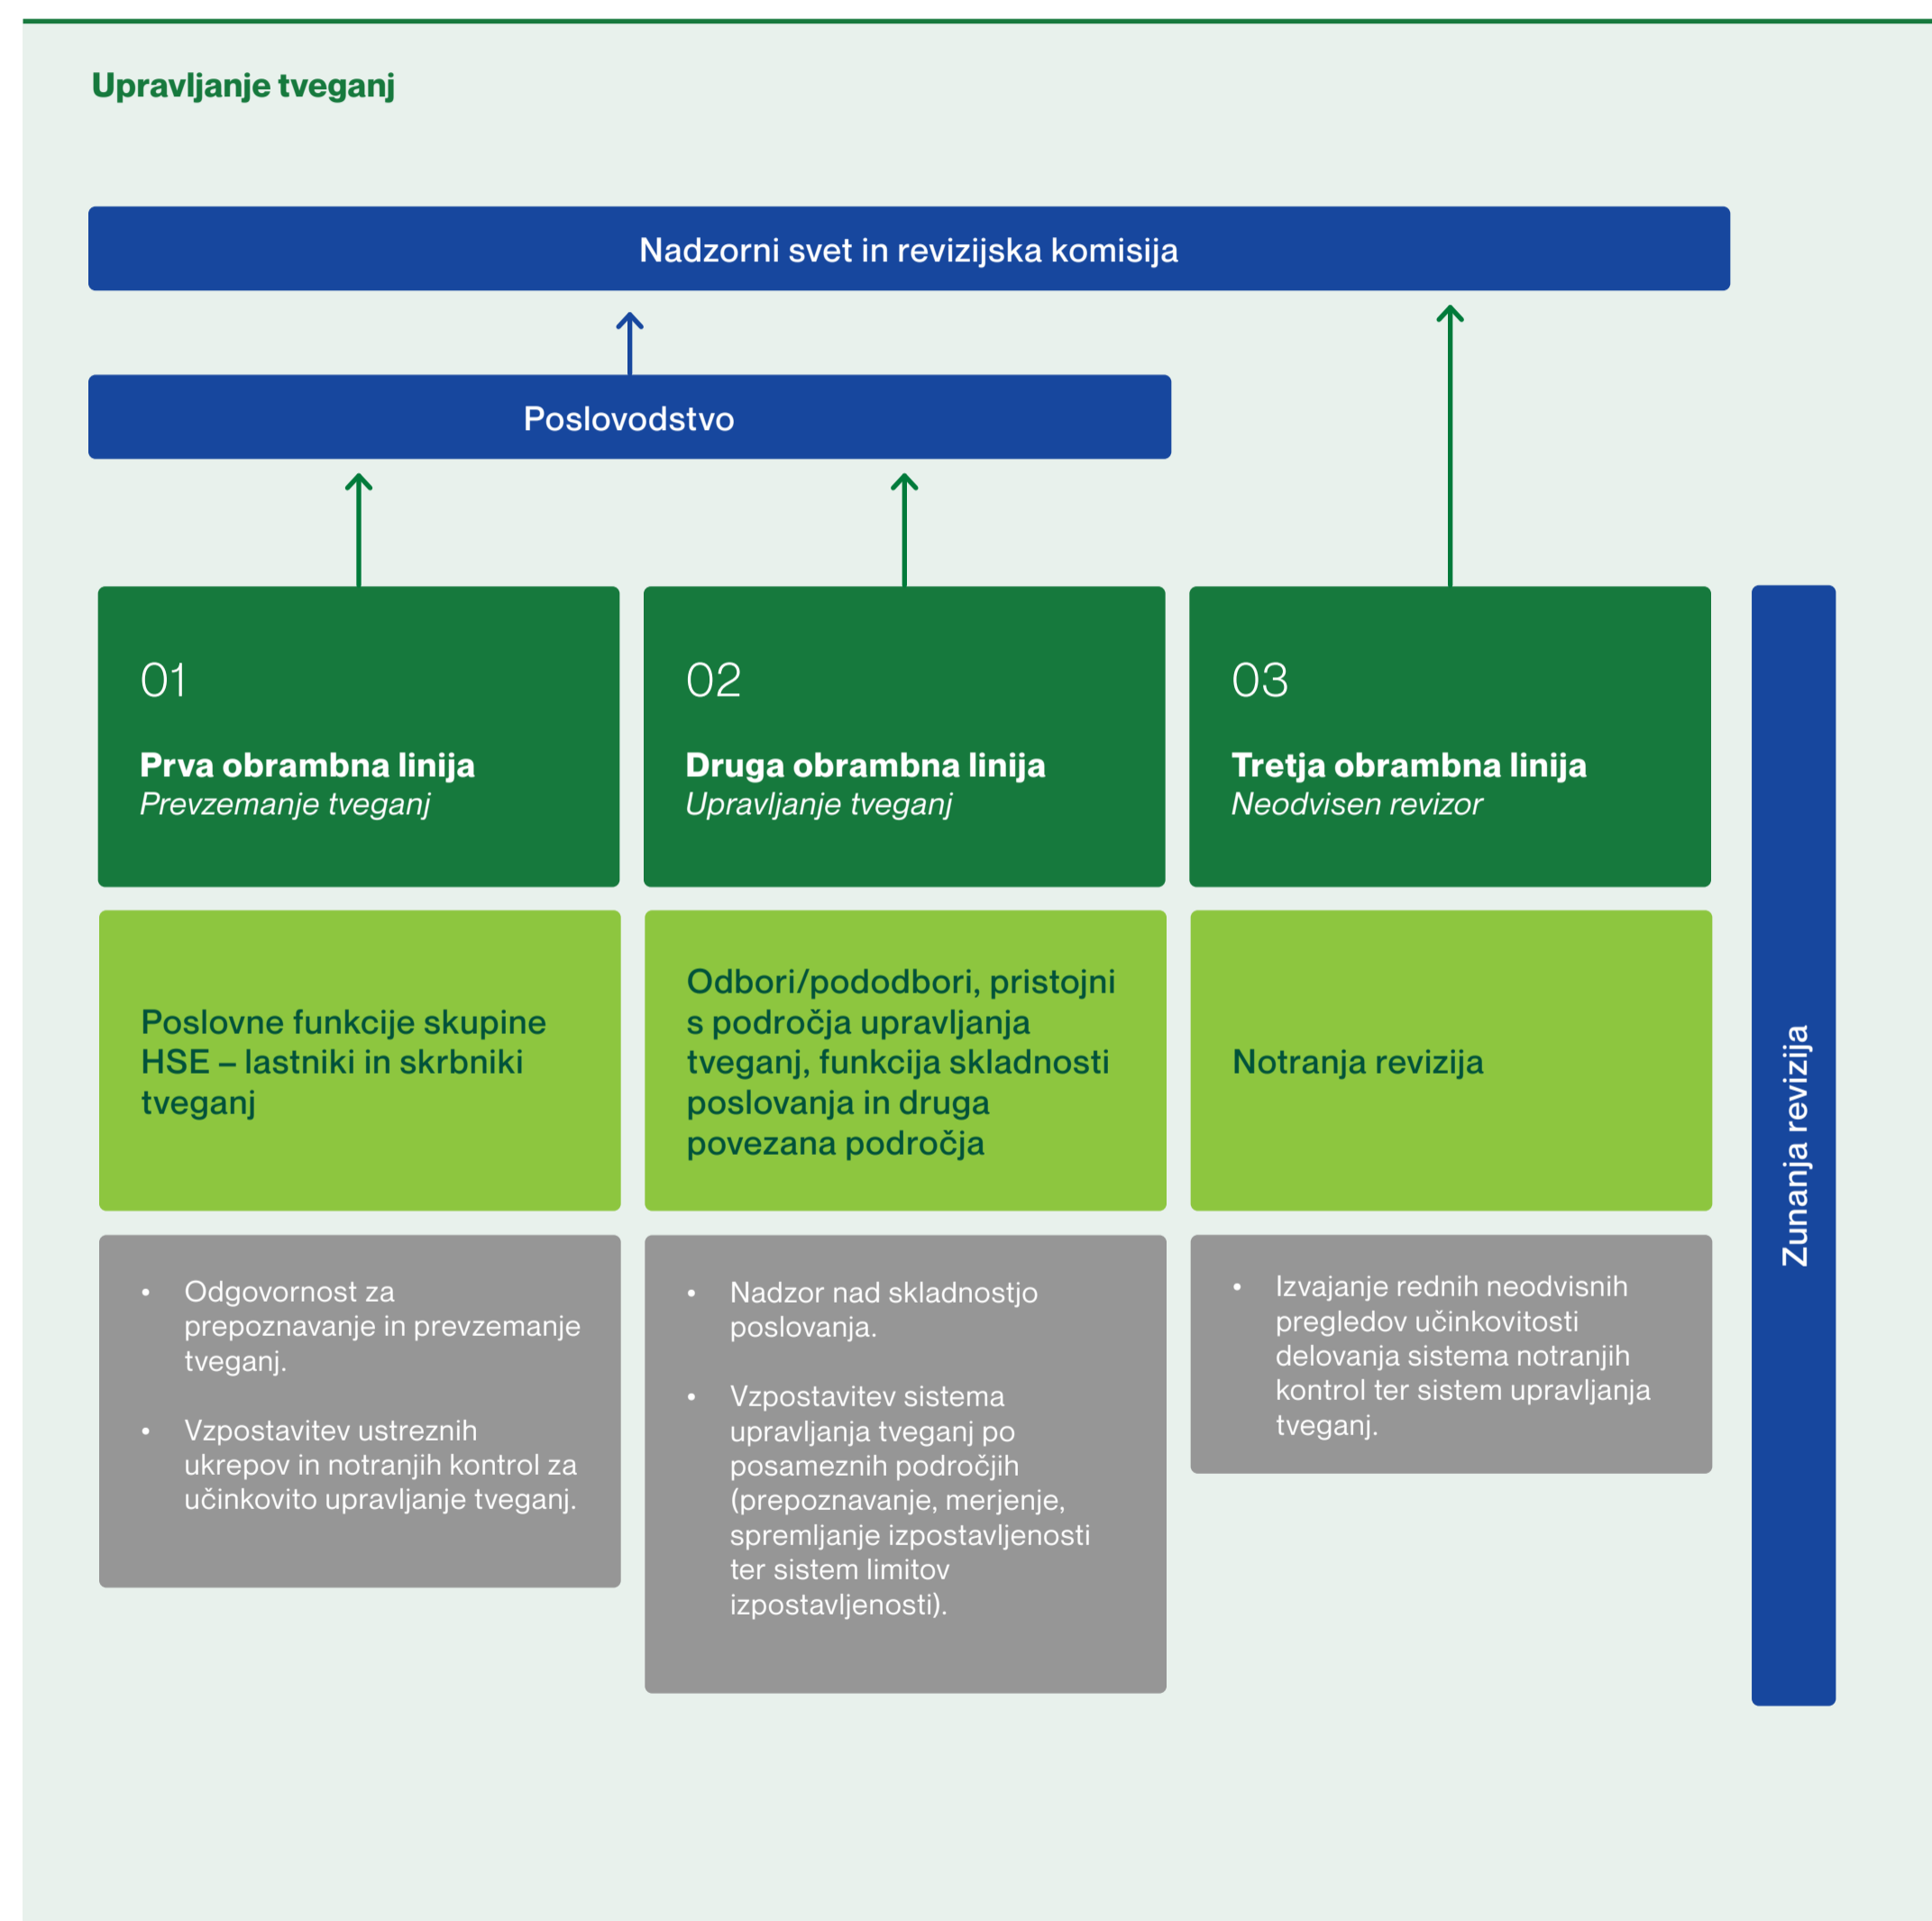 Upravljanje tveganj
Nadzorni svet in revizijska komisija
Poslovodstvo
01
Prva obrambna linija
Prevzemanje tveganj
02
Druga obrambna linija
Upravljanje tveganj
03
Tretja obrambna linija
Neodvisen revizor
Poslovne funkcije skupine
HSE – lastniki in skrbniki
tveganj
Odbori/pododbori, pristojni
s področja upravljanja
tveganj, funkcija skladnosti
poslovanja in druga
povezana področja
Notranja revizija
• Odgovornost za
prepoznavanje in prevzemanje
tveganj.
• Vzpostavitev ustreznih
ukrepov in notranjih kontrol za
učinkovito upravljanje tveganj.
• Nadzor nad skladnostjo
poslovanja.
• Vzpostavitev sistema
upravljanja tveganj po
posameznih področjih
(prepoznavanje, merjenje,
spremljanje izpostavljenosti
ter sistem limitov
izpostavljenosti).
• Izvajanje rednih neodvisnih
pregledov učinkovitosti
delovanja sistema notranjih
kontrol ter sistem upravljanja
tveganj.
Zunanja revizija